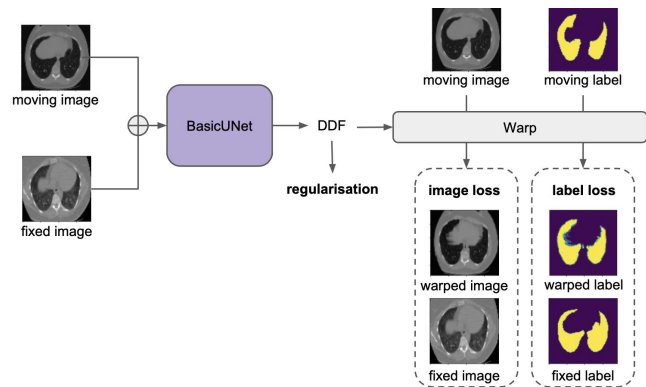 moving image
fixed image
BasicUNet
DDF
regularisation
moving image
moving label
Warp
image loss
label loss
warped image
warped label
fixed image
fixed label